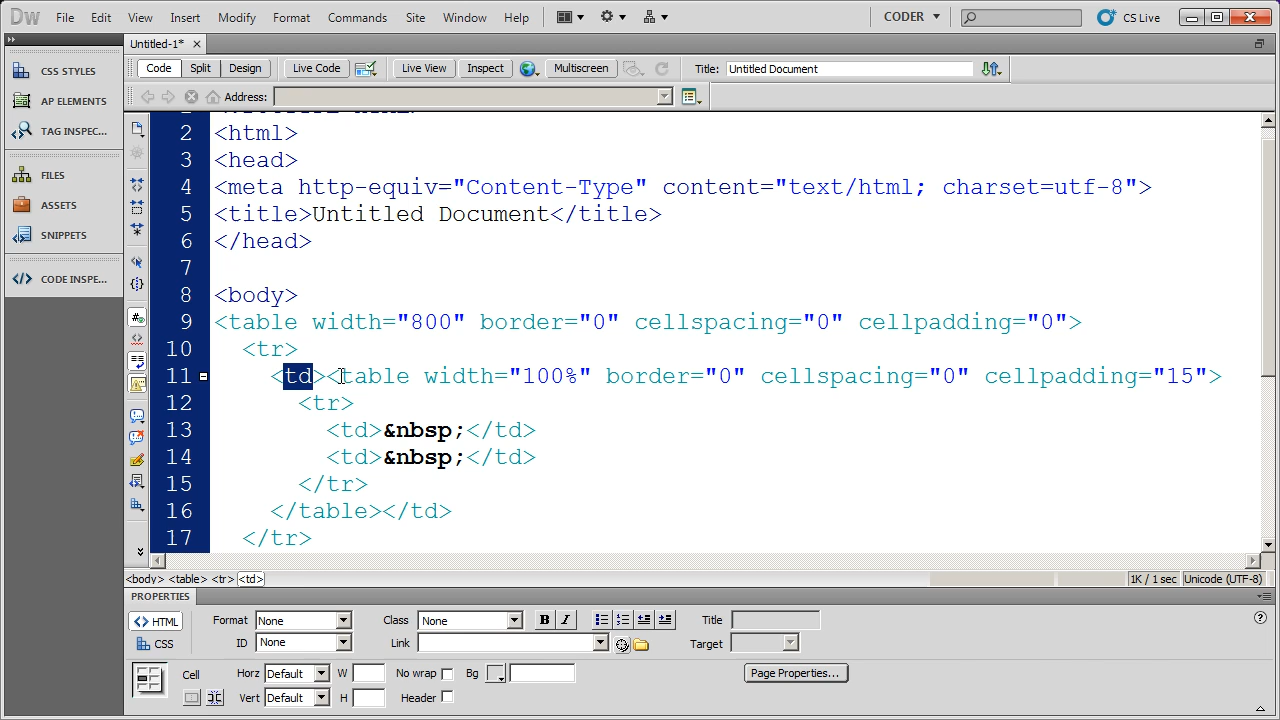 Dw File Edit View Insert Modify Format Commands Site Window Help CODER CS Live
Untitled-1* ×
Code Split Design Live Code Live View Inspect Multiscreen Title: Untitled Document
Address:
CSS STYLES
AP ELEMENTS
TAG INSPEC...
FILES
ASSETS
SNIPPETS
CODE INSPE...
2 <html>
3 <head>
4 <meta http-equiv="Content-Type" content="text/html; charset=utf-8">
5 <title>Untitled Document</title>
6 </head>
7
8 <body>
9 <table width="800" border="0" cellspacing="0" cellpadding="0">
10 <tr>
11 <td><table width="100%" border="0" cellspacing="0" cellpadding="15">
12 <tr>
13 <td>&nbsp;</td>
14 <td>&nbsp;</td>
15 </tr>
16 </table></td>
17 </tr>
<body> <table> <tr> <td> 1K / 1 sec Unicode (UTF-8)
PROPERTIES
<> HTML Format None Class None B I Title
CSS ID None Link Target
Cell Horz Default W No wrap Bg Page Properties...
Vert Default H Header